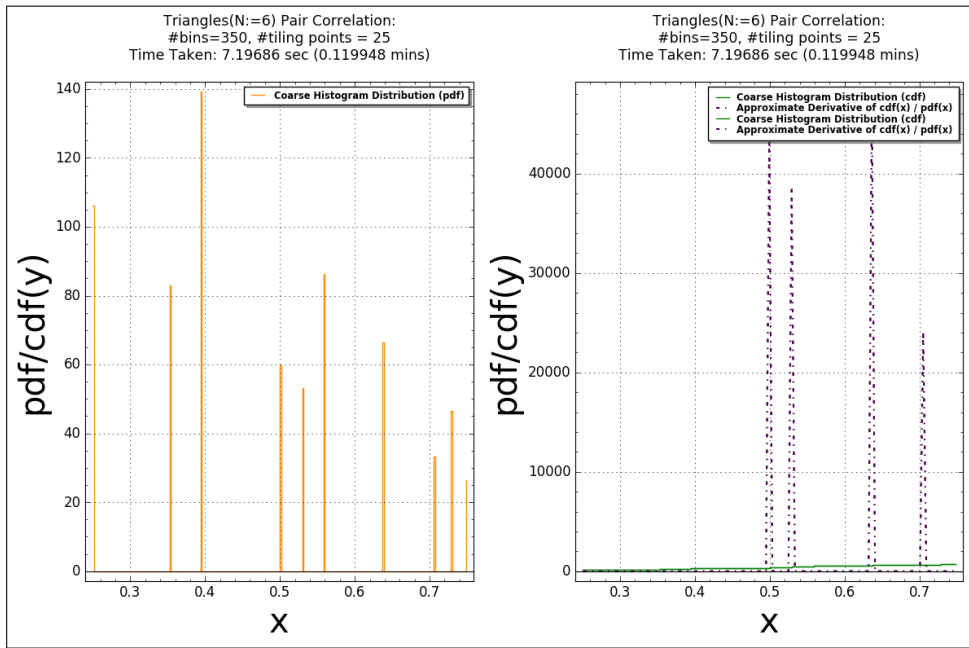 Triangles(N:=6) Pair Correlation:
#bins=350, #tiling points = 25
Time Taken: 7.19686 sec (0.119948 mins)
Coarse Histogram Distribution (pdf)
140
120
100
80
60
40
20
0
0.3
0.4
0.5
0.6
0.7
pdf/cdf(y)
x
Triangles(N:=6) Pair Correlation:
#bins=350, #tiling points = 25
Time Taken: 7.19686 sec (0.119948 mins)
Coarse Histogram Distribution (cdf)
Approximate Derivative of cdf(x) / pdf(x)
Coarse Histogram Distribution (cdf)
Approximate Derivative of cdf(x) / pdf(x)
40000
30000
20000
10000
0
0.3
0.4
0.5
0.6
0.7
pdf/cdf(y)
x